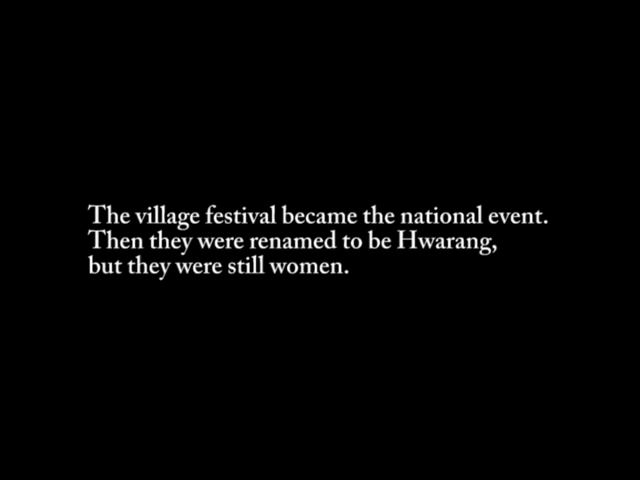 The village festival became the national event.
Then they were renamed to be Hwarang,
but they were still women.